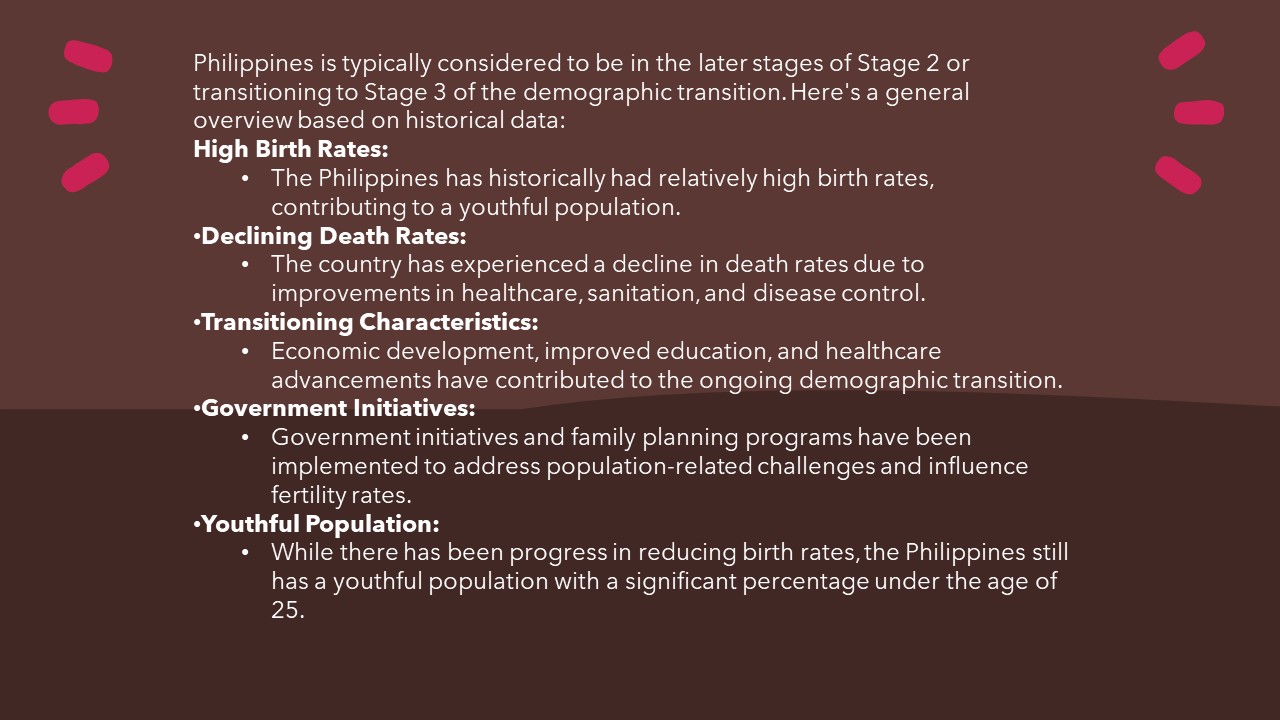 Philippines is typically considered to be in the later stages of Stage 2 or
transitioning to Stage 3 of the demographic transition. Here's a general
overview based on historical data:
High Birth Rates:
• The Philippines has historically had relatively high birth rates,
contributing to a youthful population.
•Declining Death Rates:
• The country has experienced a decline in death rates due to
improvements in healthcare, sanitation, and disease control.
•Transitioning Characteristics:
• Economic development, improved education, and healthcare
advancements have contributed to the ongoing demographic transition.
•Government Initiatives:
• Government initiatives and family planning programs have been
implemented to address population-related challenges and influence
fertility rates.
•Youthful Population:
• While there has been progress in reducing birth rates, the Philippines still
has a youthful population with a significant percentage under the age of
25.